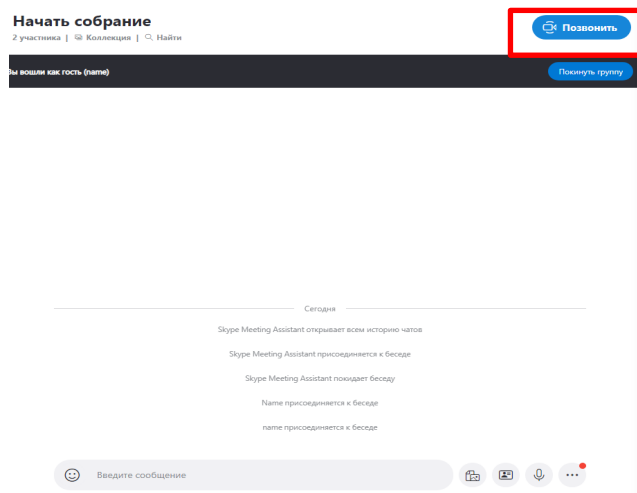 Начать собрание
2 участника | Коллекция | Найти
Позвонить
Вы вошли как гость (name)
Покинуть группу
Сегодня
Skype Meeting Assistant открывает всем историю чатов
Skype Meeting Assistant присоединяется к беседе
Skype Meeting Assistant покидает беседу
Name присоединяется к беседе
name присоединяется к беседе
Введите сообщение